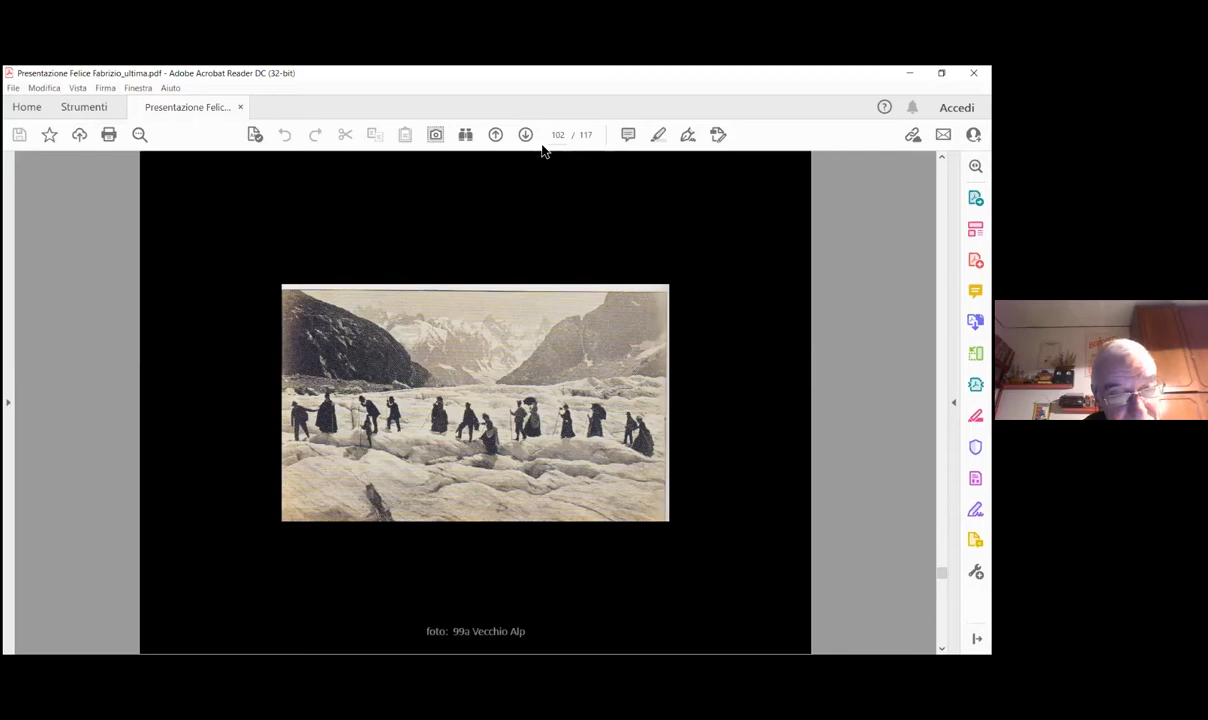 Presentazione Felice Fabrizio_ultima.pdf - Adobe Acrobat Reader DC (32-bit)
File Modifica Vista Firma Finestra Aiuto
Home Strumenti Presentazione Felic... × Accedi
102 / 117
foto: 99a Vecchio Alp